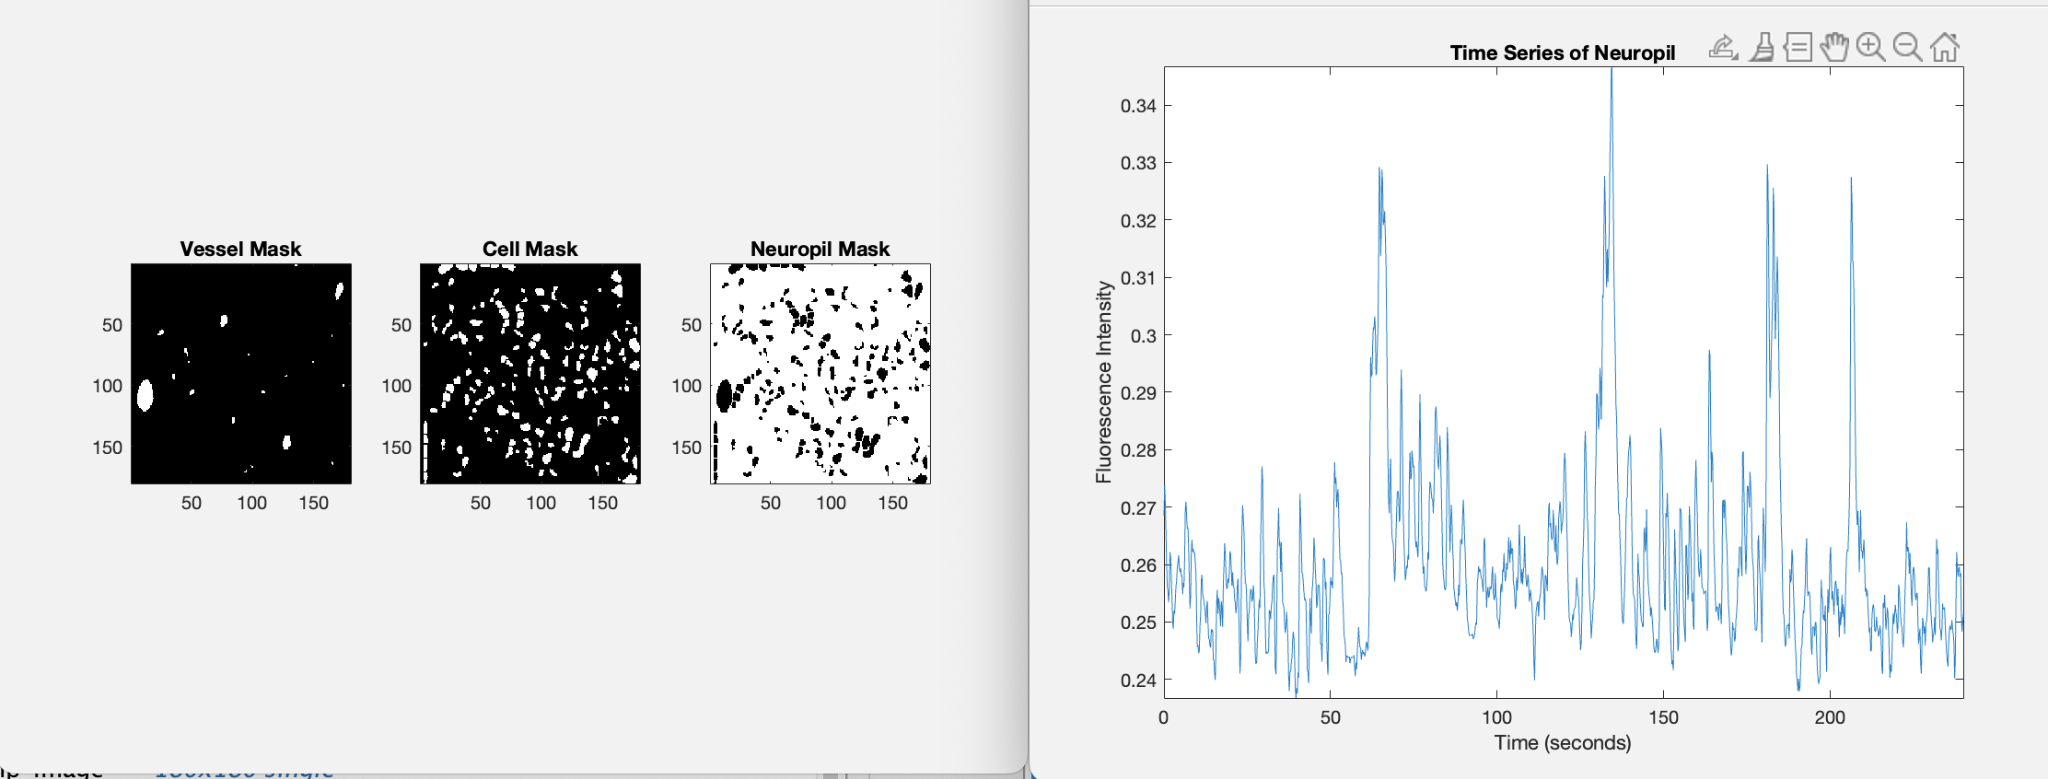 Vessel Mask
50
100
150
50 100 150
Cell Mask
50
100
150
50 100 150
Neuropil Mask
50
100
150
50 100 150
Time Series of Neuropil
Fluorescence Intensity
0.34
0.33
0.32
0.31
0.3
0.29
0.28
0.27
0.26
0.25
0.24
0 50 100 150 200
Time (seconds)